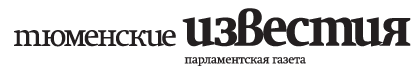 тюменские известия
парламентская газета